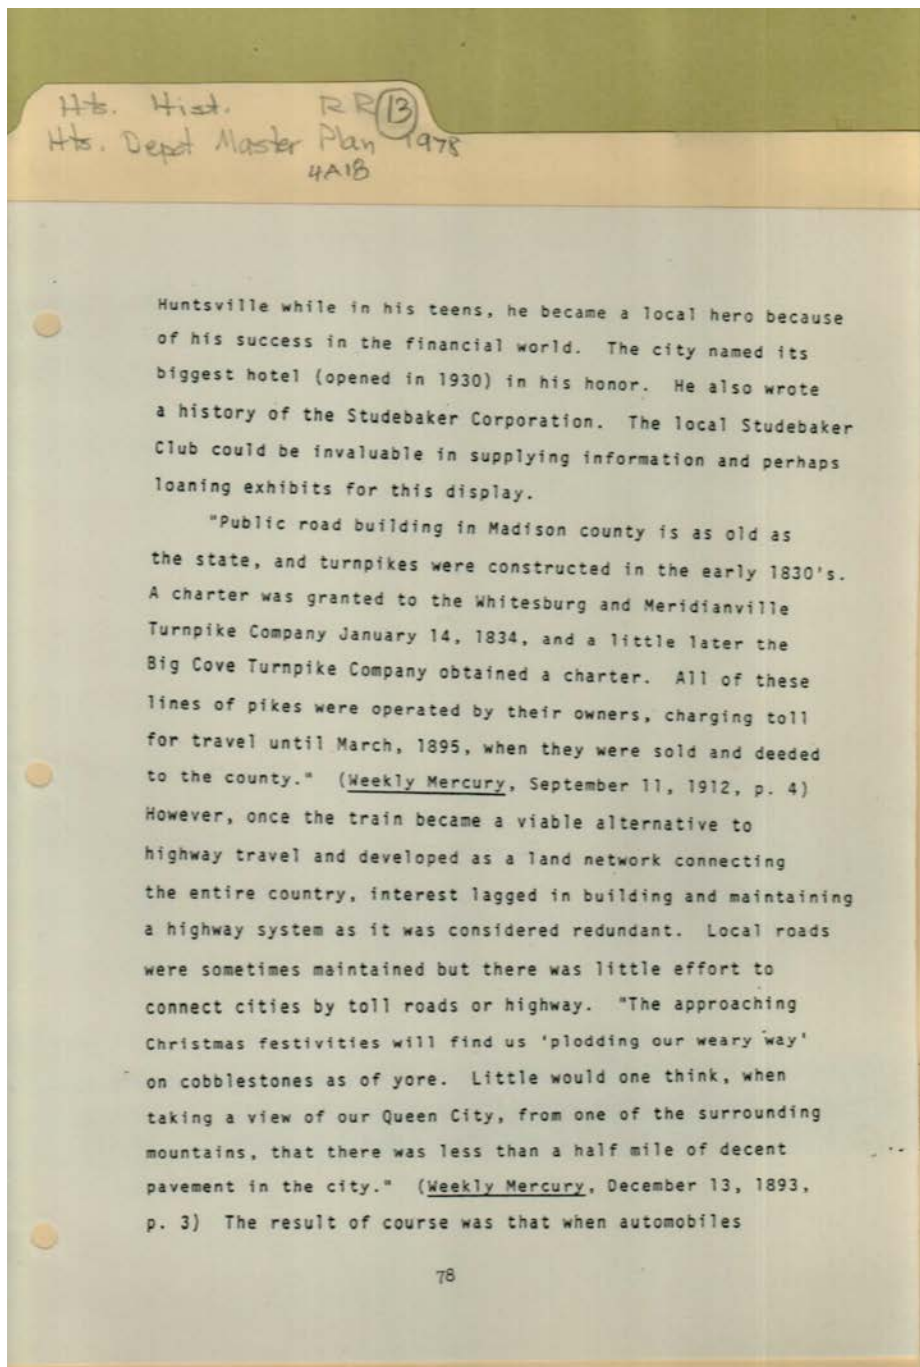 Hts. Hist. RR 13
Hts. Depot Master Plan 1978
4A1B
Huntsville while in his teens, he became a local hero because
of his success in the financial world. The city named its
biggest hotel (opened in 1930) in his honor. He also wrote
a history of the Studebaker Corporation. The local Studebaker
Club could be invaluable in supplying information and perhaps
loaning exhibits for this display.
"Public road building in Madison county is as old as
the state, and turnpikes were constructed in the early 1830's.
A charter was granted to the Whitesburg and Meridianville
Turnpike Company January 14, 1834, and a little later the
Big Cove Turnpike Company obtained a charter. All of these
lines of pikes were operated by their owners, charging toll
for travel until March, 1895, when they were sold and deeded
to the county." (Weekly Mercury, September 11, 1912, p. 4)
However, once the train became a viable alternative to
highway travel and developed as a land network connecting
the entire country, interest lagged in building and maintaining
a highway system as it was considered redundant. Local roads
were sometimes maintained but there was little effort to
connect cities by toll roads or highway. "The approaching
Christmas festivities will find us 'plodding our weary way'
on cobblestones as of yore. Little would one think, when
taking a view of our Queen City, from one of the surrounding
mountains, that there was less than a half mile of decent
pavement in the city." (Weekly Mercury, December 13, 1893,
p. 3) The result of course was that when automobiles
78